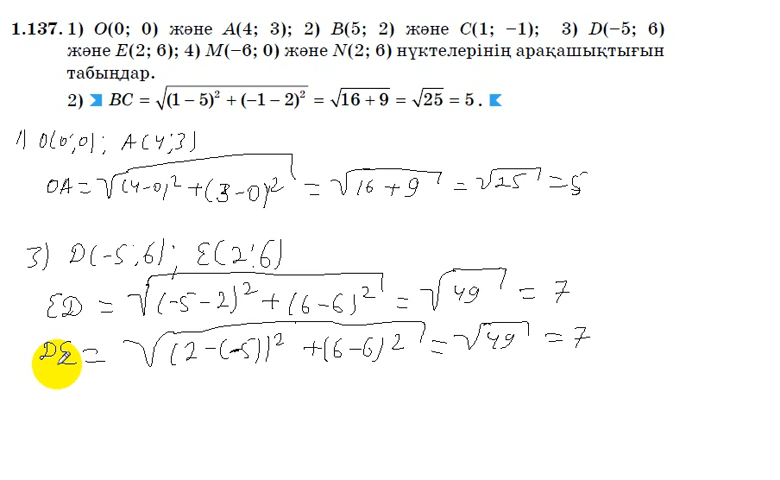 1.137. 1) O(0; 0) және A(4; 3); 2) B(5; 2) және C(1; −1); 3) D(−5; 6)
және E(2; 6); 4) M(−6; 0) және N(2; 6) нүктелерінің арақашықтығын
табыңдар.
2) BC = √((1 − 5)² + (−1 − 2)²) = √(16 + 9) = √25 = 5.
1) O(0;0); A(4;3)
OA = √((4-0)² + (3-0)²) = √(16+9) = √25 = 5
3) D(-5;6); E(2;6)
ED = √((-5-2)² + (6-6)²) = √49 = 7
DE = √((2-(-5))² + (6-6)²) = √49 = 7